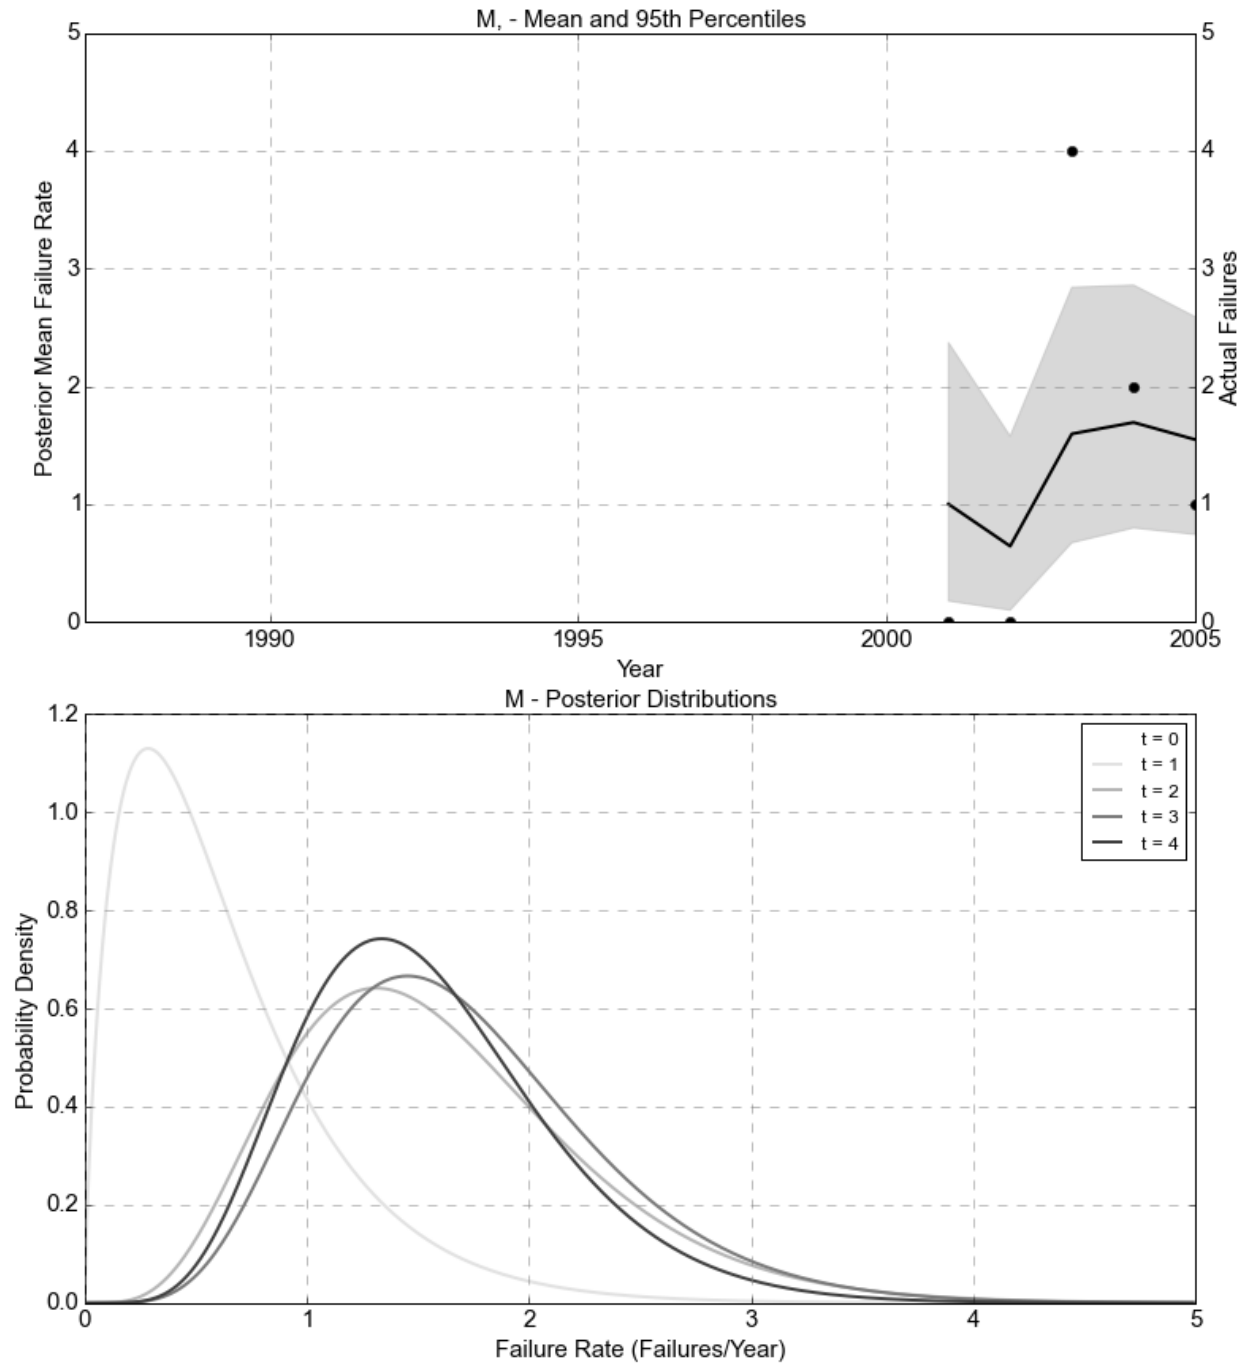 M, - Mean and 95th Percentiles
5
4
3
2
1
0
Posterior Mean Failure Rate
5
4
3
2
1
0
Actual Failures
1990
1995
2000
2005
Year
M - Posterior Distributions
1.2
1.0
0.8
0.6
0.4
0.2
0.0
Probability Density
t = 0
t = 1
t = 2
t = 3
t = 4
0
1
2
3
4
5
Failure Rate (Failures/Year)